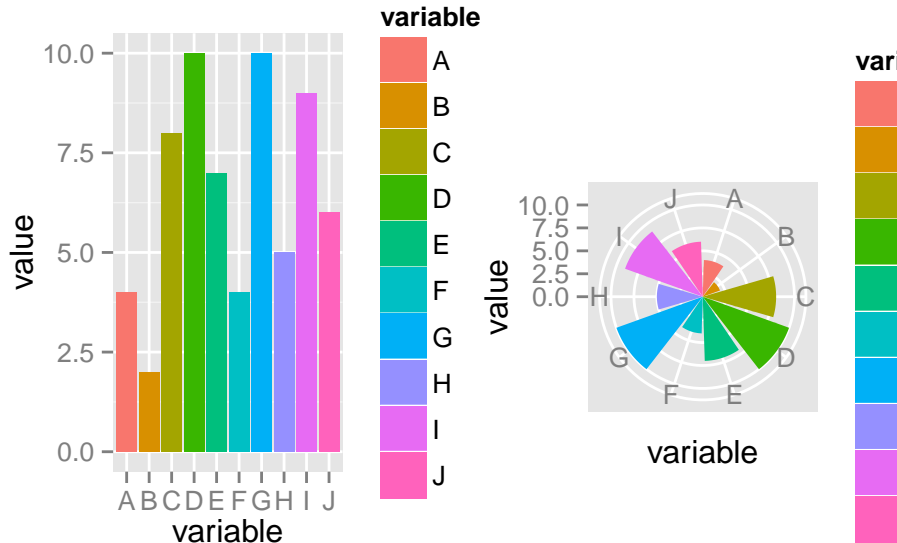 variable
10.0
7.5
5.0
2.5
0.0
value
A B C D E F G H I J
variable
A
B
C
D
E
F
G
H
I
J
10.0
7.5
5.0
2.5
0.0
value
A
B
C
D
E
F
G
H
I
J
variable
vari